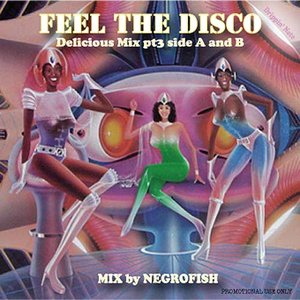 FEEL THE DISCO
Delicious Mix pt3 side A and B
MIX by NEGROFISH
PROMOTIONAL USE ONLY